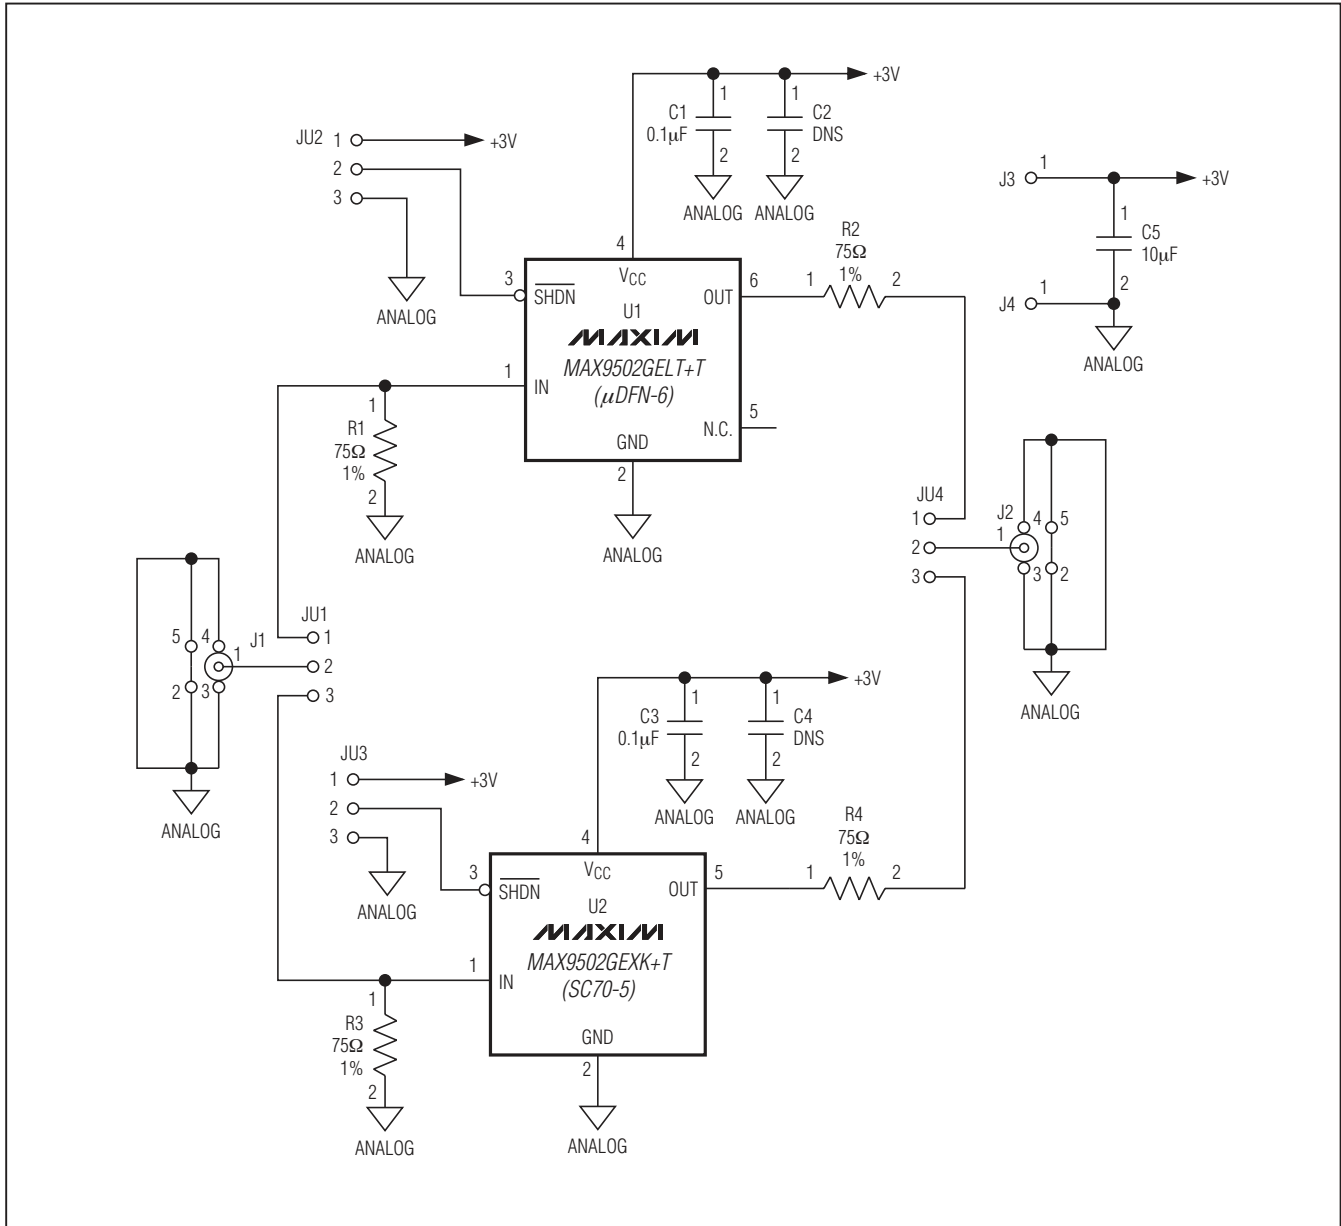 +3V
1
1
C1
0.1µF
C2
DNS
2
2
ANALOG
ANALOG
JU2
1
+3V
2
3
ANALOG
J3
1
+3V
1
C5
10µF
2
J4
1
ANALOG
4
VCC
3
SHDN
U1
MAXIM
MAX9502GELT+T
(µDFN-6)
OUT
6
1
IN
N.C.
5
GND
2
ANALOG
R2
75Ω
1%
1
2
1
R1
75Ω
1%
2
ANALOG
JU4
1
2
3
J2
1
4
5
3
2
ANALOG
JU1
1
2
3
J1
5
4
1
2
3
ANALOG
+3V
1
1
C3
0.1µF
C4
DNS
2
2
ANALOG
ANALOG
JU3
1
+3V
2
3
ANALOG
4
VCC
3
SHDN
U2
MAXIM
MAX9502GEXK+T
(SC70-5)
OUT
5
1
IN
GND
2
ANALOG
R4
75Ω
1%
1
2
1
R3
75Ω
1%
2
ANALOG